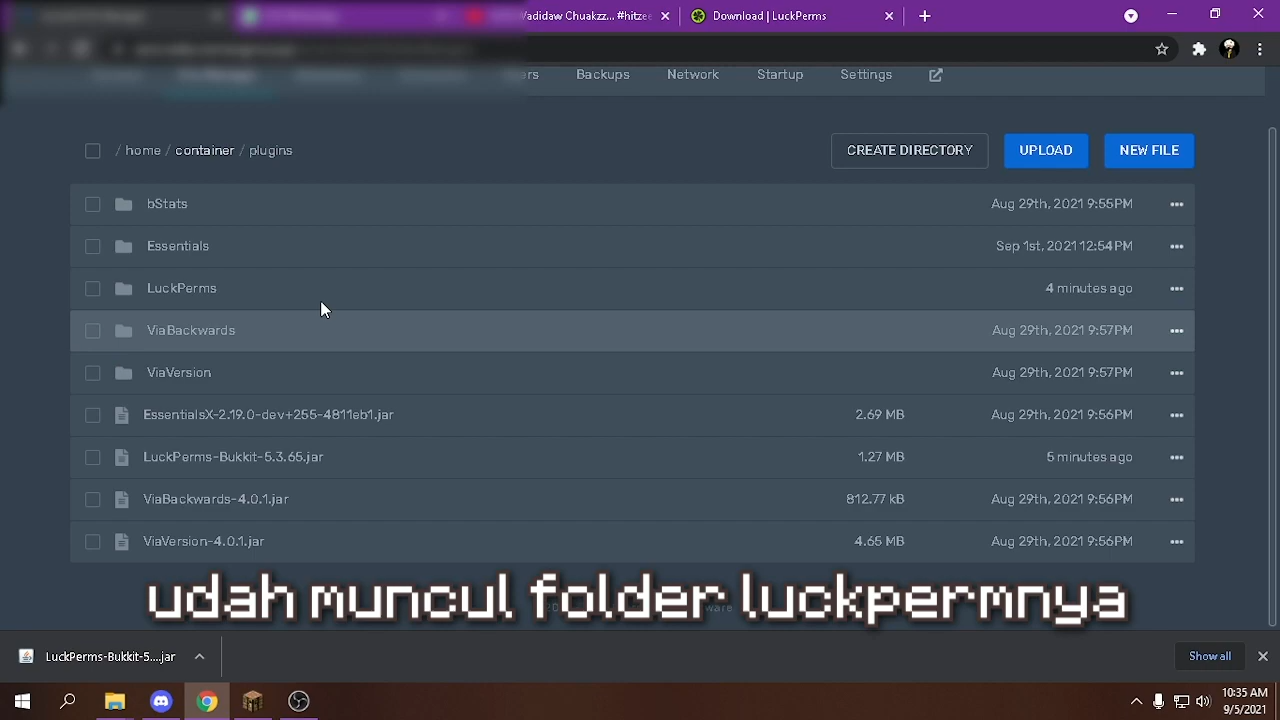 Vaidaw Chuakzz... #hitze
Download | LuckPerms
Backups Network Startup Settings
/ home / container / plugins
CREATE DIRECTORY UPLOAD NEW FILE
bStats Aug 29th, 2021 9:55PM
Essentials Sep 1st, 2021 12:54PM
LuckPerms 4 minutes ago
ViaBackwards Aug 29th, 2021 9:57PM
ViaVersion Aug 29th, 2021 9:57PM
EssentialsX-2.19.0-dev+255-4811eb1.jar 2.69 MB Aug 29th, 2021 9:56PM
LuckPerms-Bukkit-5.3.65.jar 1.27 MB 5 minutes ago
ViaBackwards-4.0.1.jar 812.77 kB Aug 29th, 2021 9:56PM
ViaVersion-4.0.1.jar 4.65 MB Aug 29th, 2021 9:56PM
udah muncul folder luckpermnya
LuckPerms-Bukkit-5....jar
Show all
10:35 AM
9/5/2021